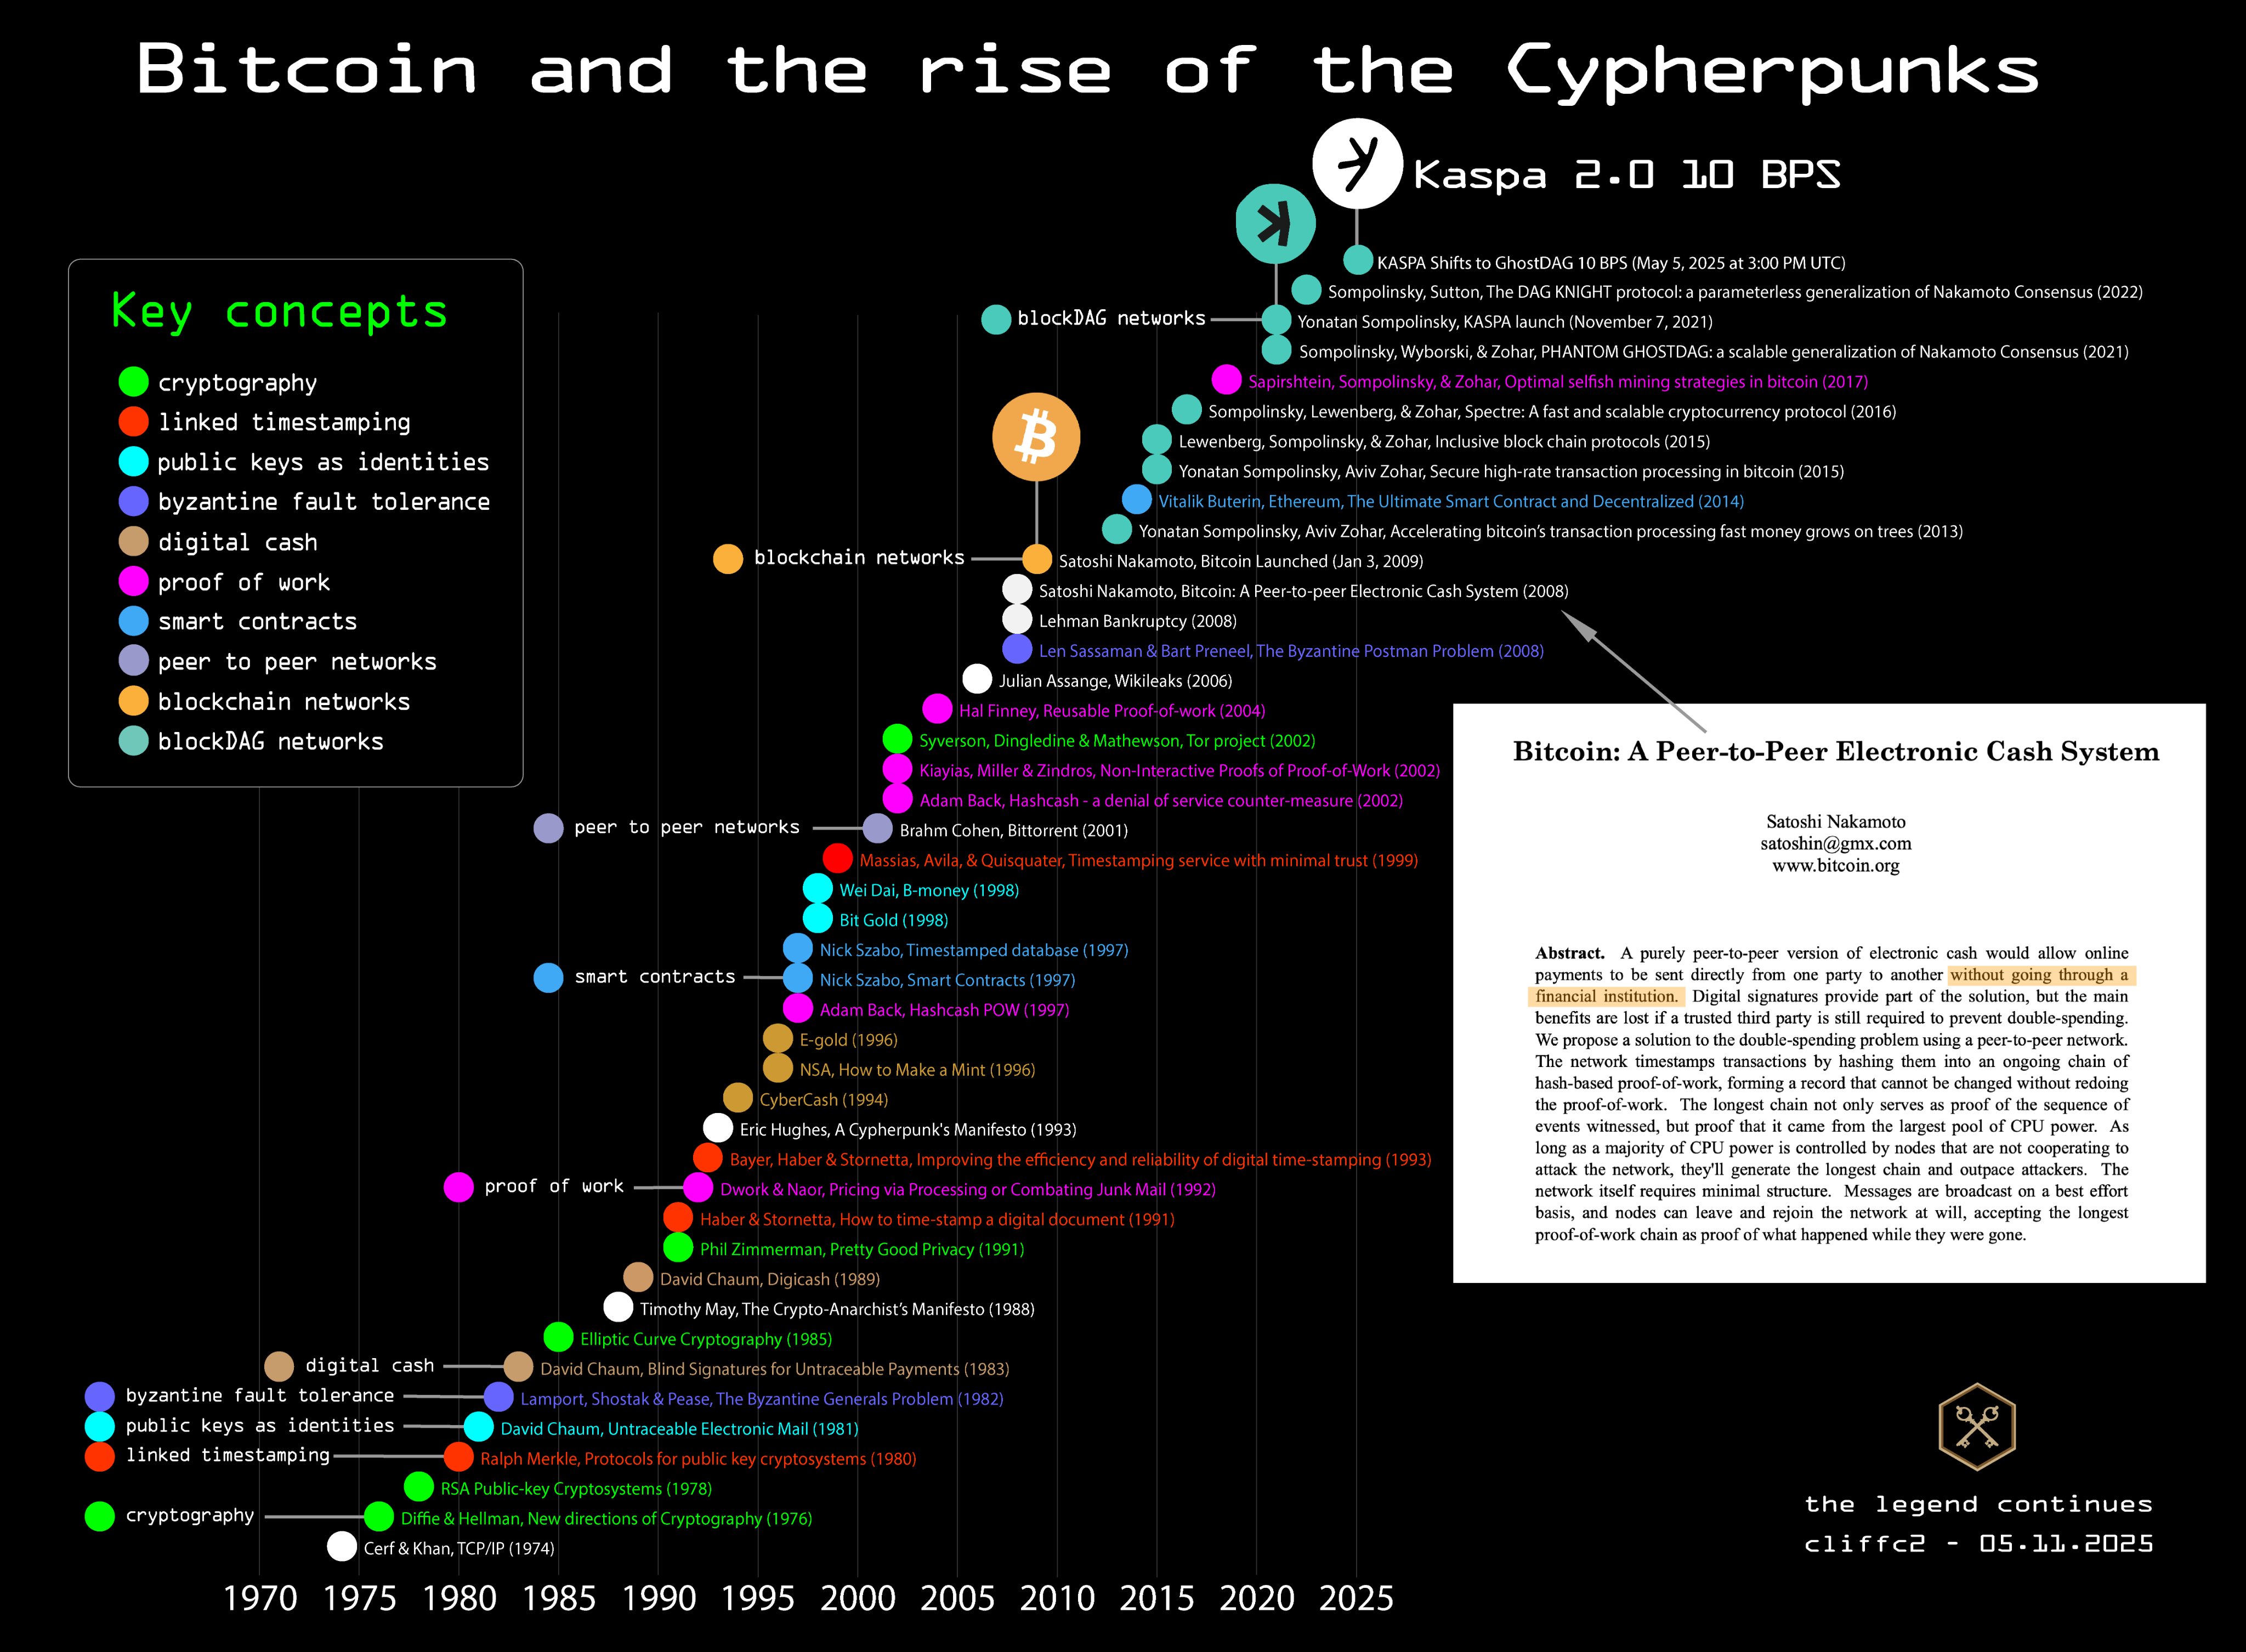 Bitcoin and the rise of the Cypherpunks
Kaspa 2.0 10 BPS
Key concepts
cryptography
linked timestamping
public keys as identities
byzantine fault tolerance
digital cash
proof of work
smart contracts
peer to peer networks
blockchain networks
blockDAG networks
KASPA Shifts to GhostDAG 10 BPS (May 5, 2025 at 3:00 PM UTC)
Sompolinsky, Sutton, The DAG KNIGHT protocol: a parameterless generalization of Nakamoto Consensus (2022)
blockDAG networks
Yonatan Sompolinsky, KASPA launch (November 7, 2021)
Sompolinsky, Wyborski, & Zohar, PHANTOM GHOSTDAG: a scalable generalization of Nakamoto Consensus (2021)
Sapirshtein, Sompolinsky, & Zohar, Optimal selfish mining strategies in bitcoin (2017)
Sompolinsky, Lewenberg, & Zohar, Spectre: A fast and scalable cryptocurrency protocol (2016)
Lewenberg, Sompolinsky, & Zohar, Inclusive block chain protocols (2015)
Yonatan Sompolinsky, Aviv Zohar, Secure high-rate transaction processing in bitcoin (2015)
Vitalik Buterin, Ethereum, The Ultimate Smart Contract and Decentralized (2014)
Yonatan Sompolinsky, Aviv Zohar, Accelerating bitcoin's transaction processing fast money grows on trees (2013)
blockchain networks
Satoshi Nakamoto, Bitcoin Launched (Jan 3, 2009)
Satoshi Nakamoto, Bitcoin: A Peer-to-peer Electronic Cash System (2008)
Lehman Bankruptcy (2008)
Len Sassaman & Bart Preneel, The Byzantine Postman Problem (2008)
Julian Assange, Wikileaks (2006)
Hal Finney, Reusable Proof-of-work (2004)
Syverson, Dingledine & Mathewson, Tor project (2002)
Kiayias, Miller & Zindros, Non-Interactive Proofs of Proof-of-Work (2002)
Adam Back, Hashcash - a denial of service counter-measure (2002)
peer to peer networks
Brahm Cohen, Bittorrent (2001)
Massias, Avila, & Quisquater, Timestamping service with minimal trust (1999)
Wei Dai, B-money (1998)
Bit Gold (1998)
Nick Szabo, Timestamped database (1997)
smart contracts
Nick Szabo, Smart Contracts (1997)
Adam Back, Hashcash POW (1997)
E-gold (1996)
NSA, How to Make a Mint (1996)
CyberCash (1994)
Eric Hughes, A Cypherpunk's Manifesto (1993)
Bayer, Haber & Stornetta, Improving the efficiency and reliability of digital time-stamping (1993)
proof of work
Dwork & Naor, Pricing via Processing or Combating Junk Mail (1992)
Haber & Stornetta, How to time-stamp a digital document (1991)
Phil Zimmerman, Pretty Good Privacy (1991)
David Chaum, Digicash (1989)
Timothy May, The Crypto-Anarchist's Manifesto (1988)
Elliptic Curve Cryptography (1985)
digital cash
David Chaum, Blind Signatures for Untraceable Payments (1983)
byzantine fault tolerance
Lamport, Shostak & Pease, The Byzantine Generals Problem (1982)
public keys as identities
David Chaum, Untraceable Electronic Mail (1981)
linked timestamping
Ralph Merkle, Protocols for public key cryptosystems (1980)
RSA Public-key Cryptosystems (1978)
cryptography
Diffie & Hellman, New directions of Cryptography (1976)
Cerf & Khan, TCP/IP (1974)
1970 1975 1980 1985 1990 1995 2000 2005 2010 2015 2020 2025
Bitcoin: A Peer-to-Peer Electronic Cash System
Satoshi Nakamoto
satoshin@gmx.com
www.bitcoin.org
Abstract. A purely peer-to-peer version of electronic cash would allow online
payments to be sent directly from one party to another without going through a
financial institution. Digital signatures provide part of the solution, but the main
benefits are lost if a trusted third party is still required to prevent double-spending.
We propose a solution to the double-spending problem using a peer-to-peer network.
The network timestamps transactions by hashing them into an ongoing chain of
hash-based proof-of-work, forming a record that cannot be changed without redoing
the proof-of-work. The longest chain not only serves as proof of the sequence of
events witnessed, but proof that it came from the largest pool of CPU power. As
long as a majority of CPU power is controlled by nodes that are not cooperating to
attack the network, they'll generate the longest chain and outpace attackers. The
network itself requires minimal structure. Messages are broadcast on a best effort
basis, and nodes can leave and rejoin the network at will, accepting the longest
proof-of-work chain as proof of what happened while they were gone.
the legend continues
cliffc2 - 05.11.2025